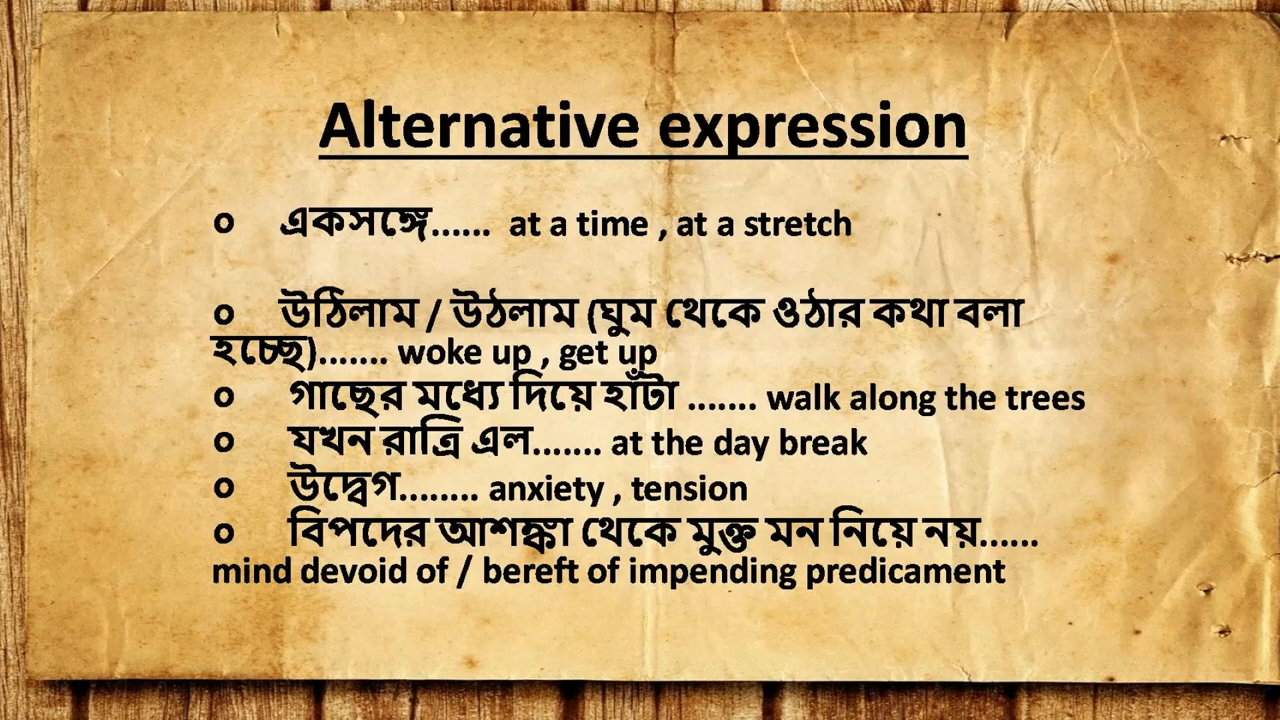 Alternative expression
o একসঙ্গে...... at a time , at a stretch
o উঠিলাম / উঠলাম (ঘুম থেকে ওঠার কথা বলা
হচ্ছে)....... woke up , get up
o গাছের মধ্যে দিয়ে হাঁটা ....... walk along the trees
o যখন রাত্রি এল....... at the day break
o উদ্বেগ........ anxiety , tension
o বিপদের আশঙ্কা থেকে মুক্ত মন নিয়ে নয়......
mind devoid of / bereft of impending predicament